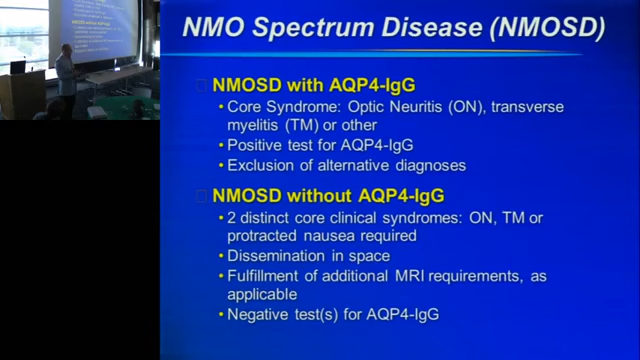 NMO Spectrum Disease (NMOSD)
NMOSD with AQP4-IgG
• Core Syndrome: Optic Neuritis (ON), transverse
myelitis (TM) or other
• Positive test for AQP4-IgG
• Exclusion of alternative diagnoses
NMOSD without AQP4-IgG
• 2 distinct core clinical syndromes: ON, TM or
protracted nausea required
• Dissemination in space
• Fulfillment of additional MRI requirements, as
applicable
• Negative test(s) for AQP4-IgG